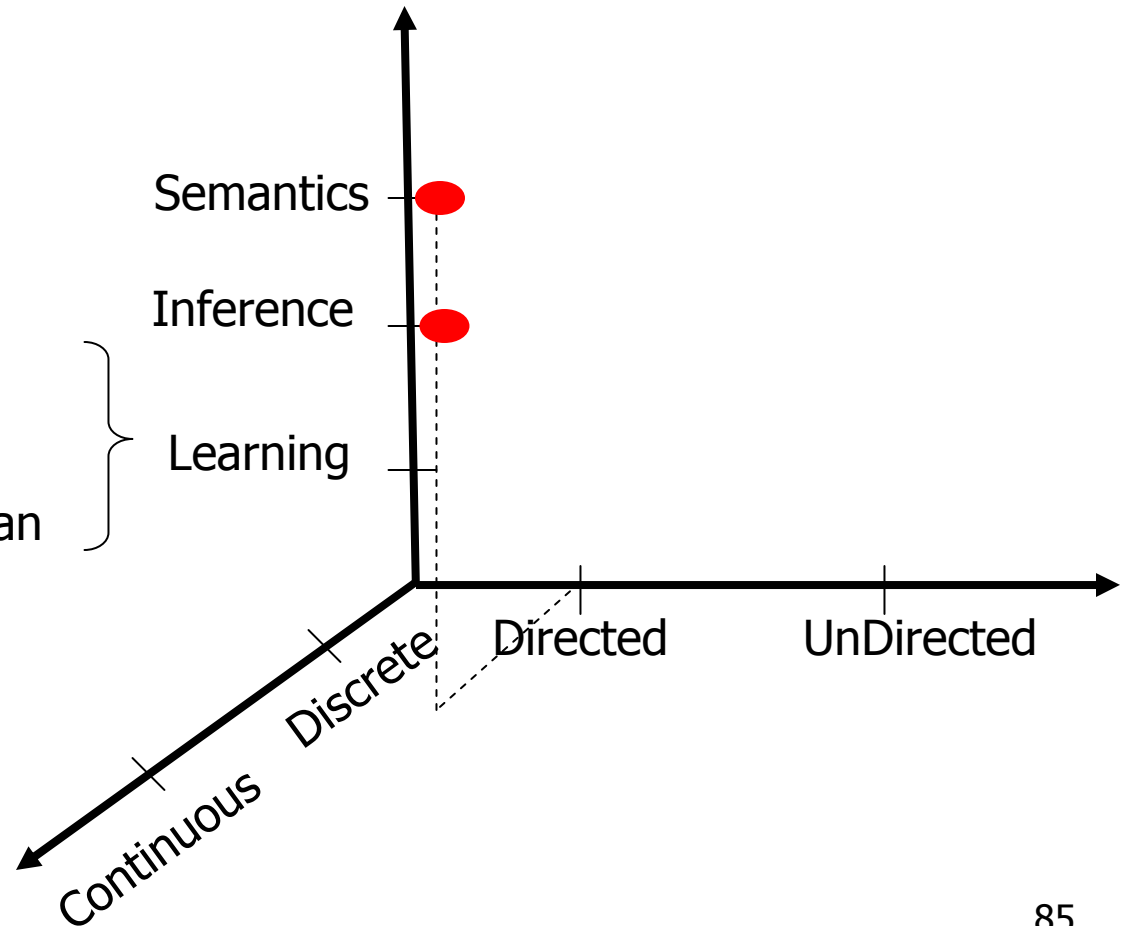 Semantics
Inference
Learning
an
Directed
UnDirected
Discrete
Continuous
85